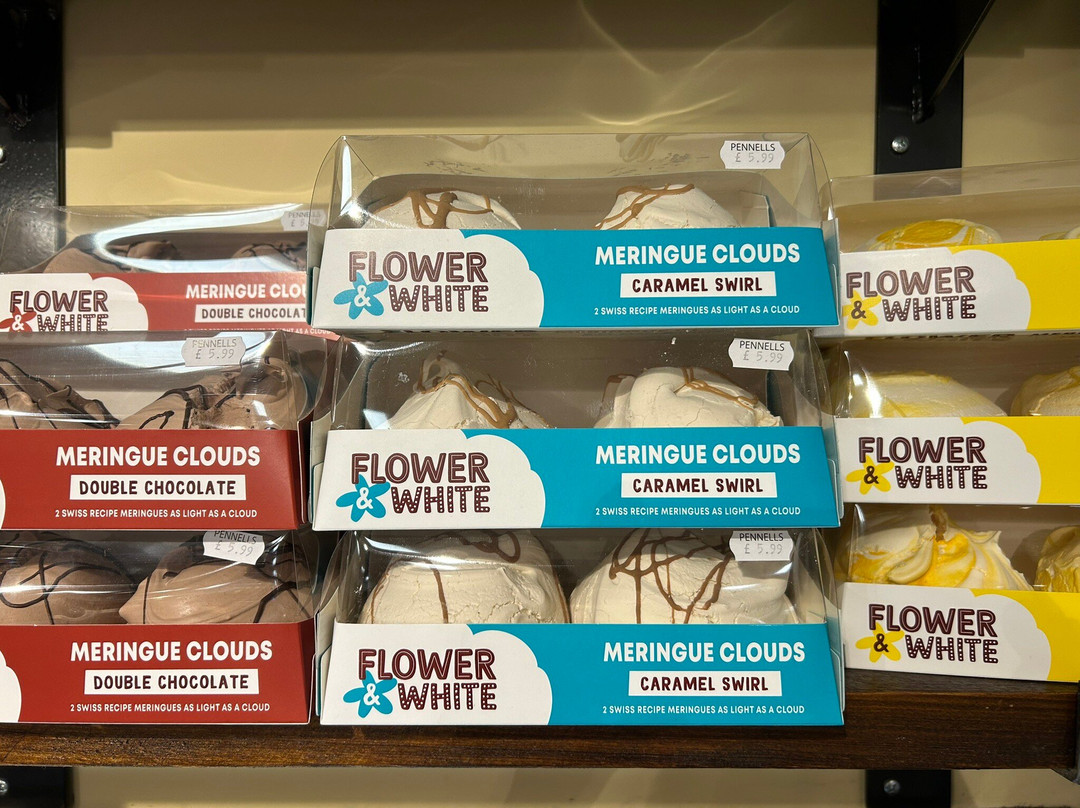 PENNELLS
FLOWER
& WHITE
MERINGUE
DOUBLE CHOCOLAT
PENNELLS
£ 5.99
FLOWER
& WHITE
MERINGUE CLOUDS
CARAMEL SWIRL
2 SWISS RECIPE MERINGUES AS LIGHT AS A CLOUD
FLOWER
& WHITE
PENNELLS
£ 5.99
MERINGUE CLOUDS
DOUBLE CHOCOLATE
2 SWISS RECIPE MERINGUES AS LIGHT AS A CLOUD
PENNELLS
£ 5.99
FLOWER
& WHITE
MERINGUE CLOUDS
CARAMEL SWIRL
2 SWISS RECIPE MERINGUES AS LIGHT AS A CLOUD
FLOWER
& WHITE
PENNELLS
£ 5.99
MERINGUE CLOUDS
DOUBLE CHOCOLATE
2 SWISS RECIPE MERINGUES AS LIGHT AS A CLOUD
PENNELLS
£ 5.99
FLOWER
& WHITE
MERINGUE CLOUDS
CARAMEL SWIRL
2 SWISS RECIPE MERINGUES AS LIGHT AS A CLOUD
FLOWER
& WHITE